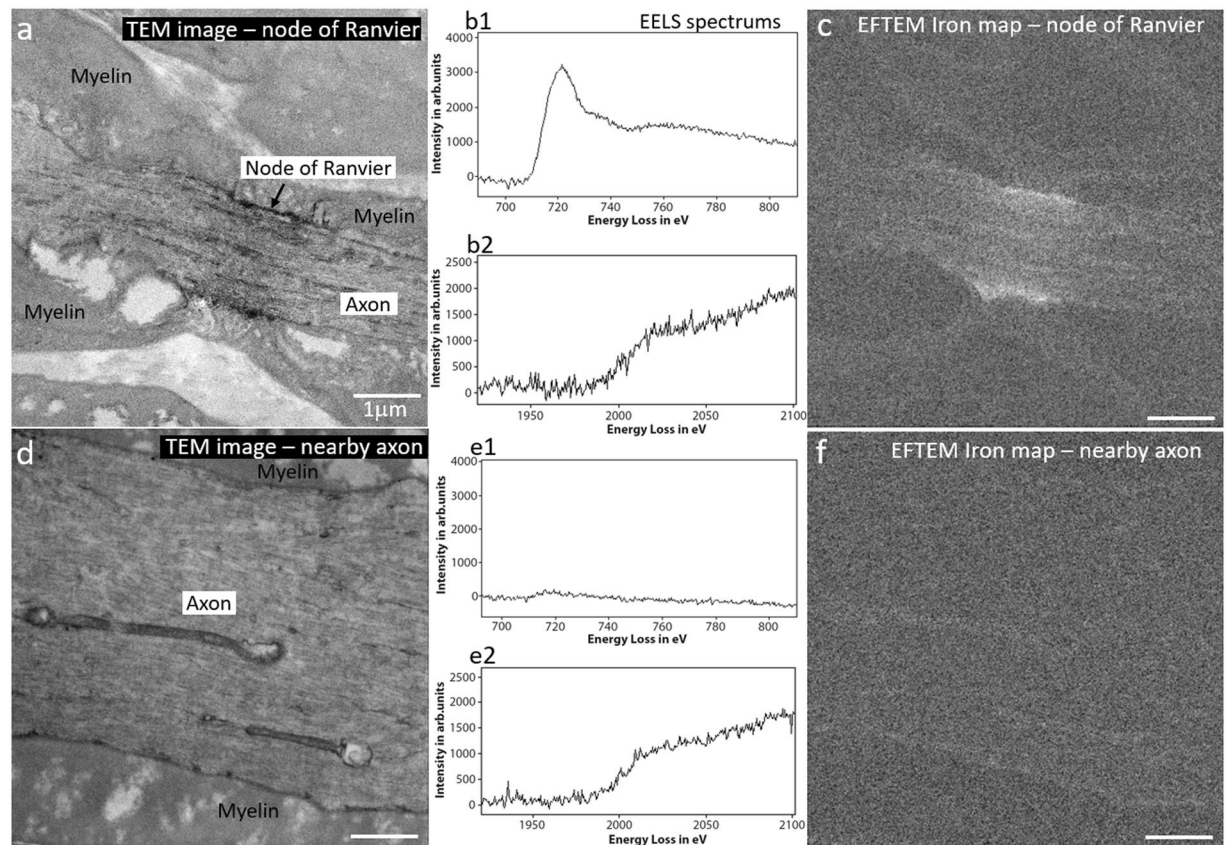 a
TEM image – node of Ranvier
Myelin
Node of Ranvier
Myelin
Myelin
Axon
1µm
b1
EELS spectrums
4000
3000
2000
1000
0
Intensity in arb.units
700 720 740 760 780 800
Energy Loss in eV
b2
2500
2000
1500
1000
500
0
Intensity in arb.units
1950 2000 2050 2100
Energy Loss in eV
c
EFTEM Iron map – node of Ranvier
d
TEM image – nearby axon
Myelin
Axon
Myelin
e1
4000
3000
2000
1000
0
Intensity in arb.units
700 720 740 760 780 800
Energy Loss in eV
e2
2500
2000
1500
1000
500
0
Intensity in arb.units
1950 2000 2050 2100
Energy Loss in eV
f
EFTEM Iron map – nearby axon